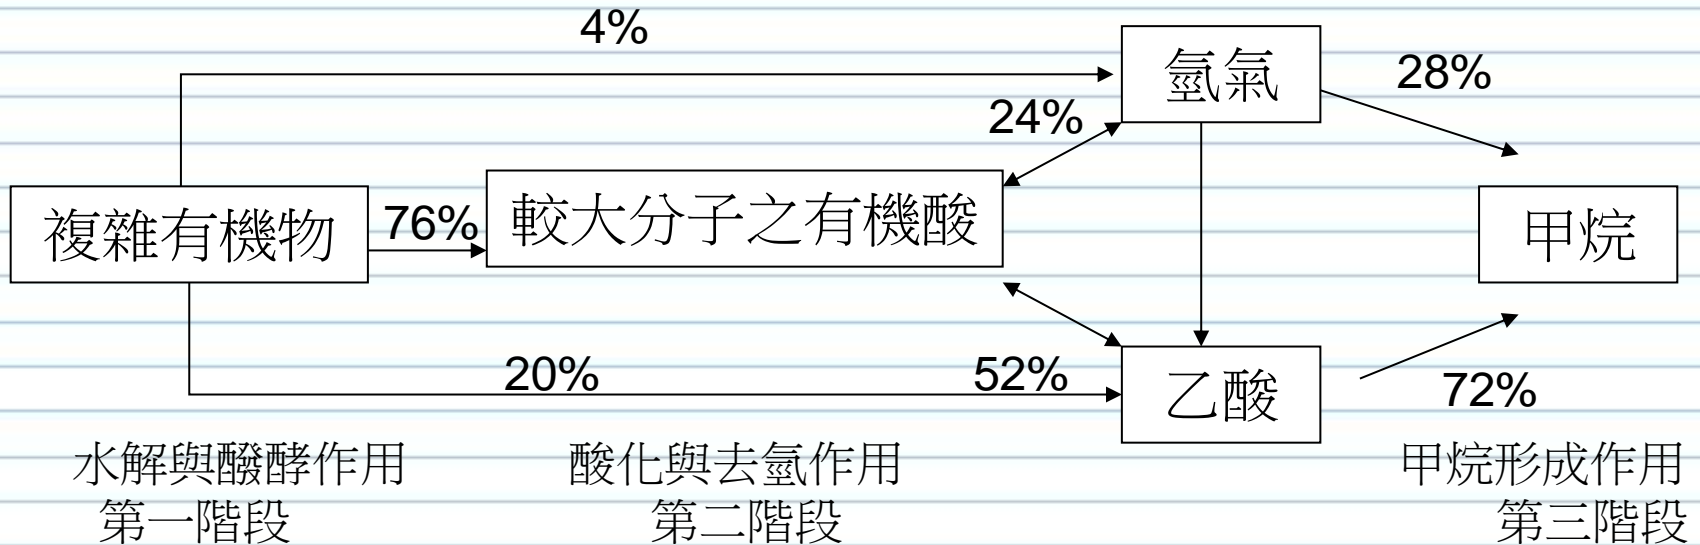 4%
氫氣
28%
24%
複雜有機物
76%
較大分子之有機酸
甲烷
20%
52%
乙酸
72%
水解與醱酵作用
第一階段
酸化與去氫作用
第二階段
甲烷形成作用
第三階段